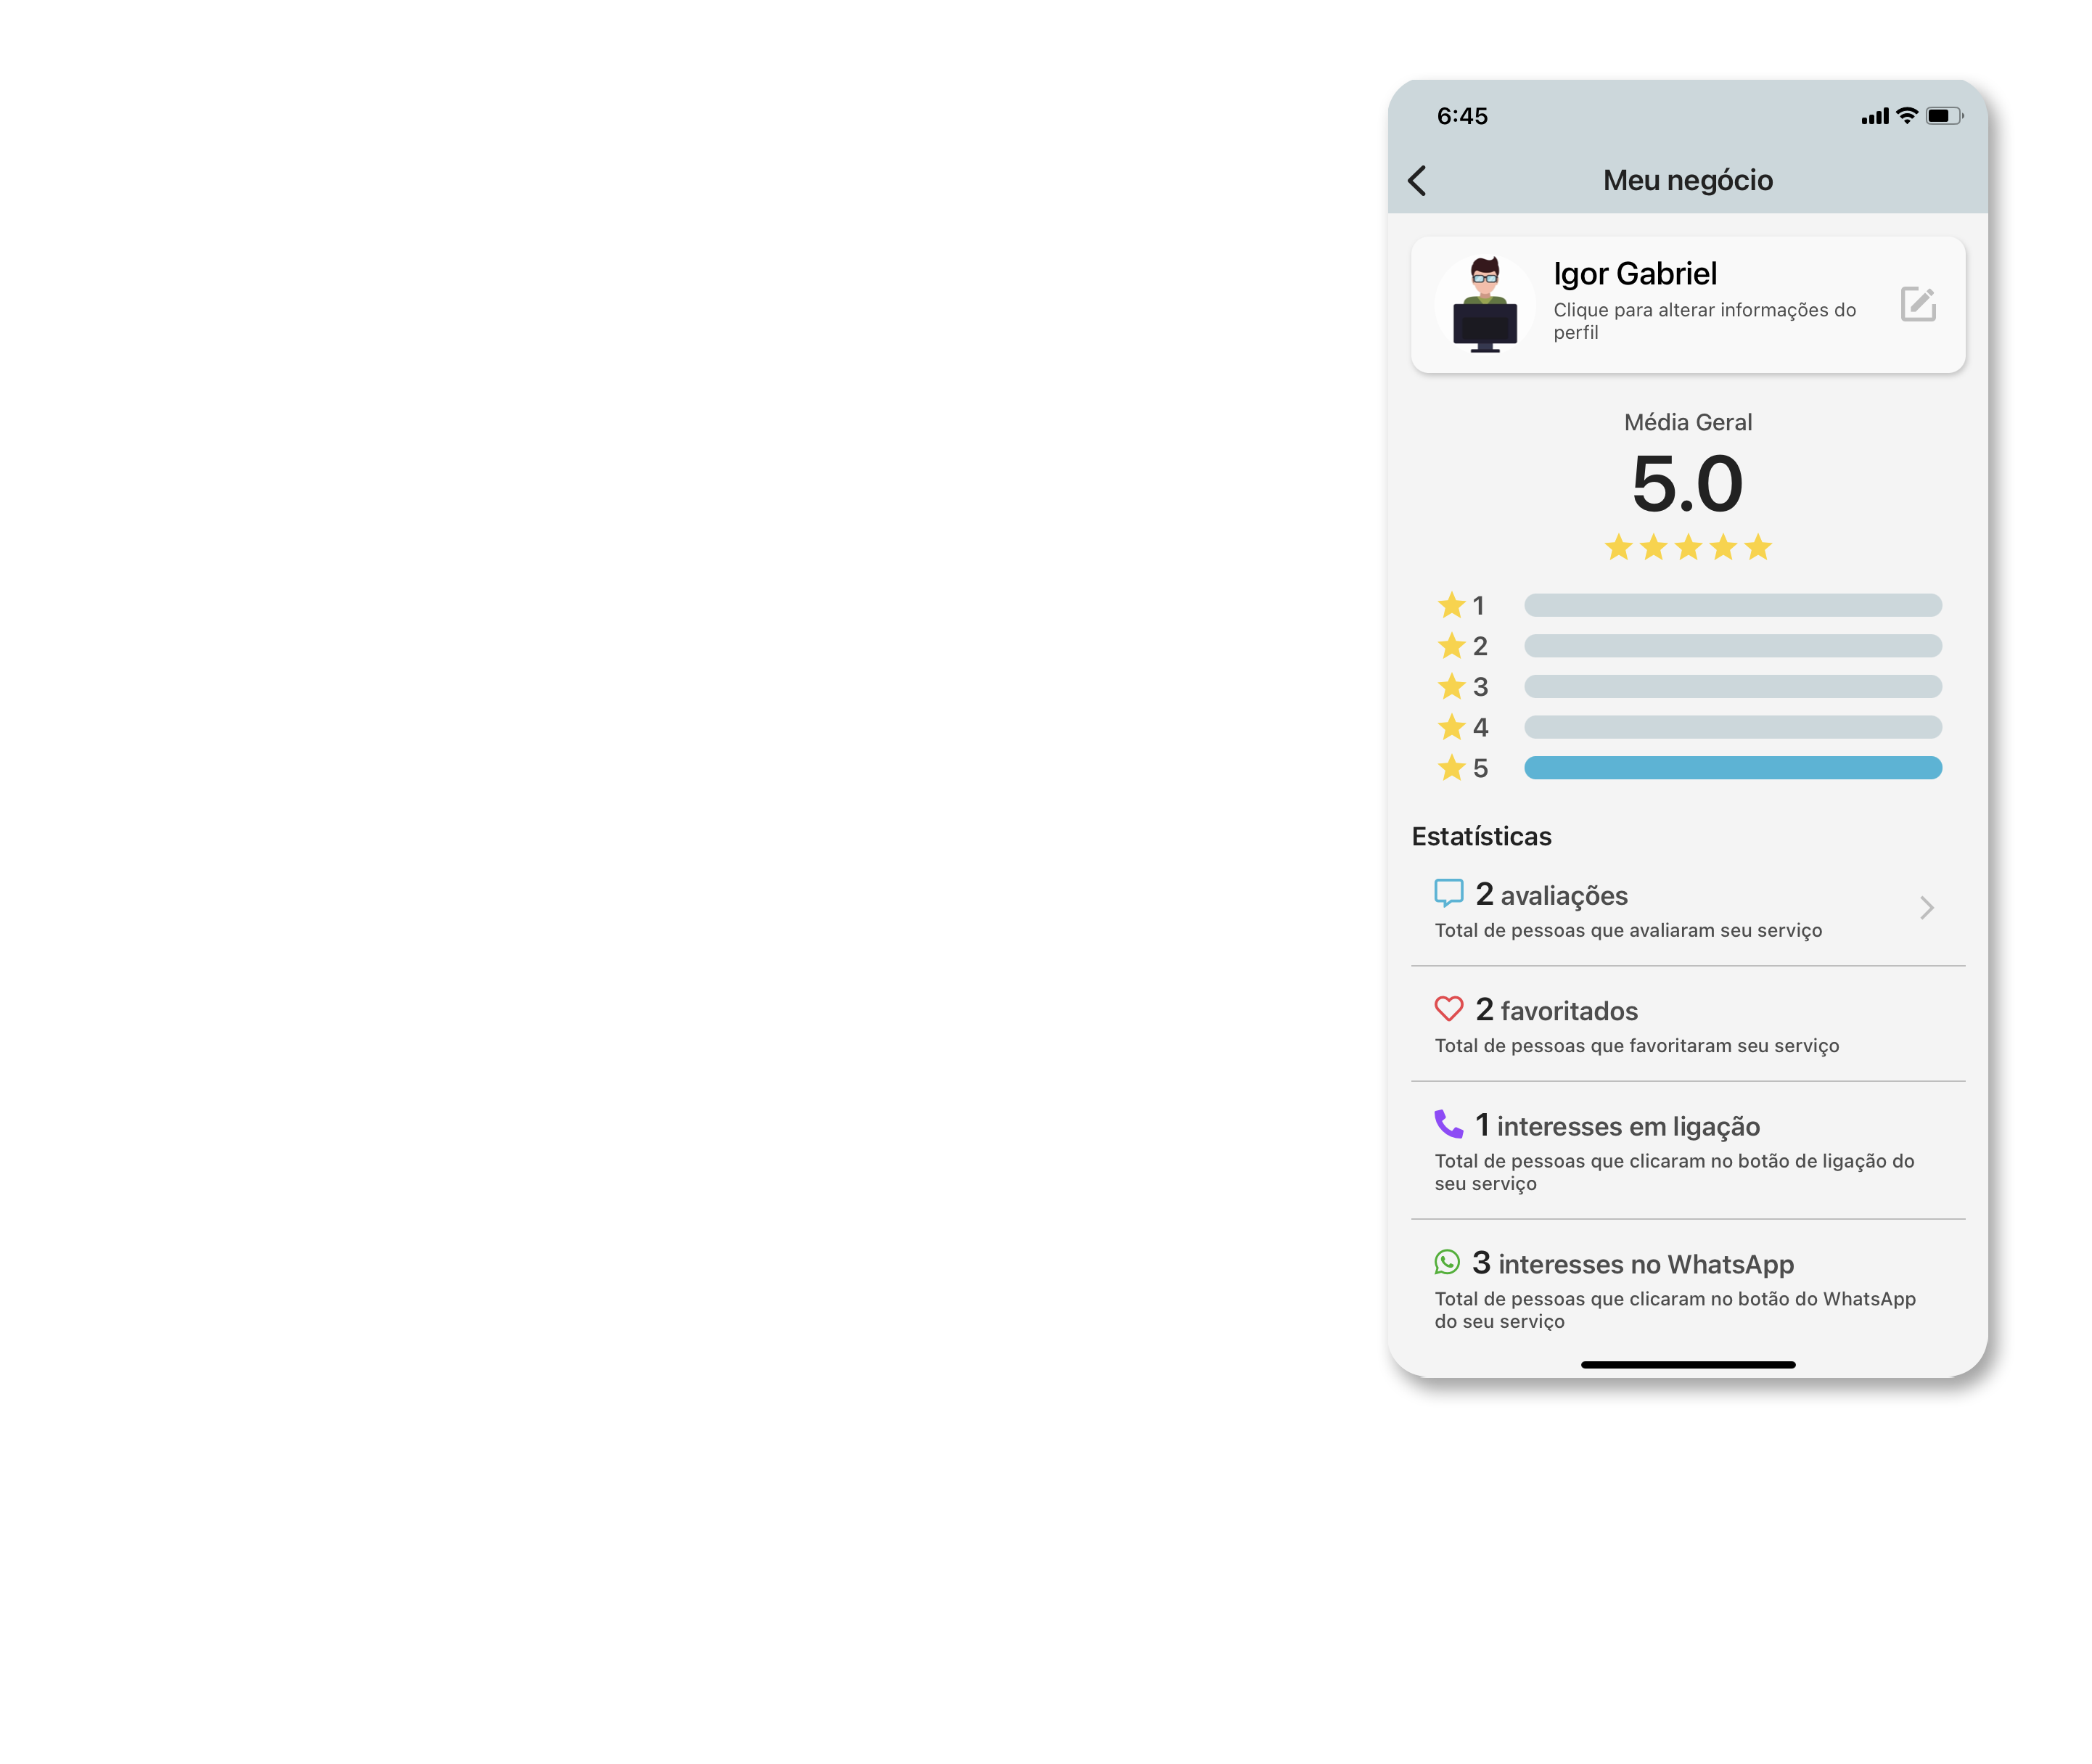 6:45
Meu negócio
Igor Gabriel
Clique para alterar informações do
perfil
Média Geral
5.0
1
2
3
4
5
Estatísticas
2 avaliações
Total de pessoas que avaliaram seu serviço
2 favoritados
Total de pessoas que favoritaram seu serviço
1 interesses em ligação
Total de pessoas que clicaram no botão de ligação do
seu serviço
3 interesses no WhatsApp
Total de pessoas que clicaram no botão do WhatsApp
do seu serviço